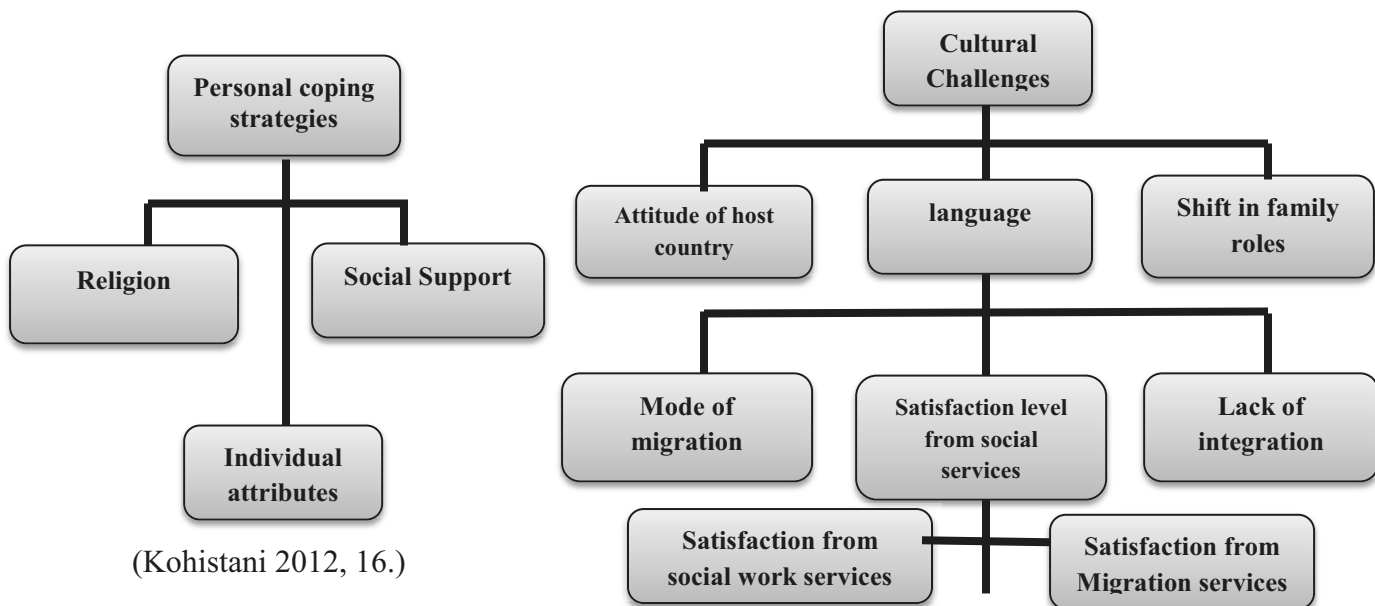 Personal coping
strategies
Religion
Social Support
Individual
attributes
(Kohistani 2012, 16.)
Cultural
Challenges
Attitude of host
country
language
Shift in family
roles
Mode of
migration
Satisfaction level
from social
services
Lack of
integration
Satisfaction from
social work services
Satisfaction from
Migration services